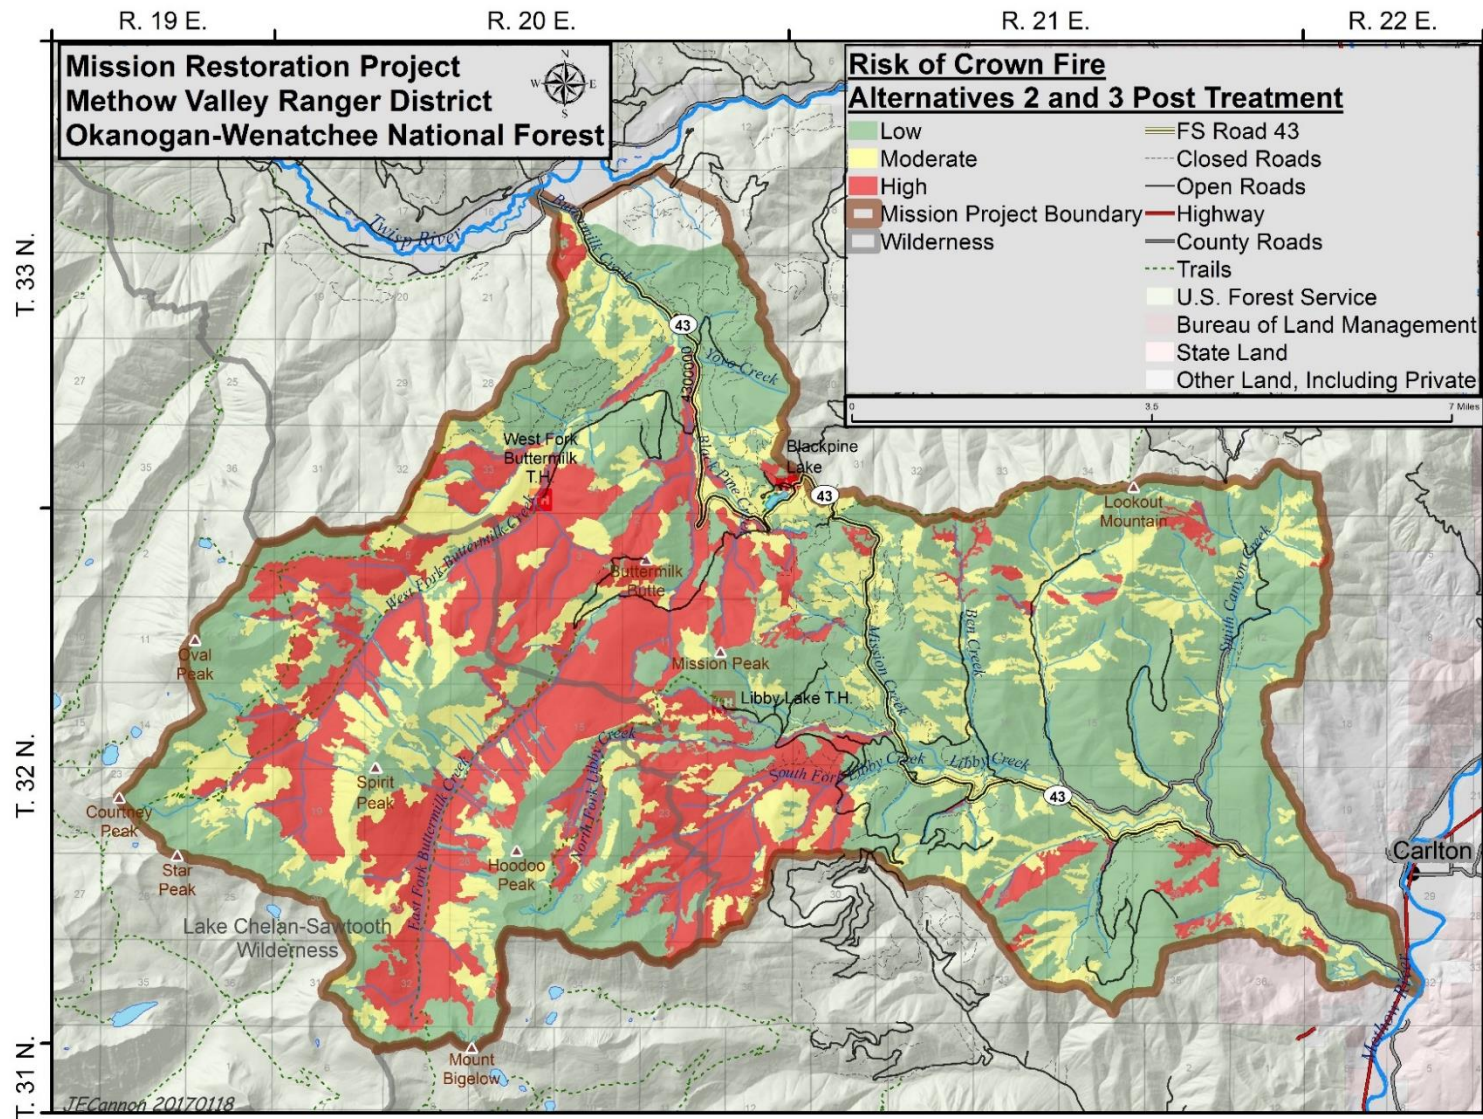 R. 19 E.
R. 20 E.
R. 21 E.
R. 22 E.
Mission Restoration Project
Methow Valley Ranger District
Okanogan-Wenatchee National Forest
N
W
E
S
Risk of Crown Fire
Alternatives 2 and 3 Post Treatment
Low
Moderate
High
Mission Project Boundary
Wilderness
FS Road 43
Closed Roads
Open Roads
Highway
County Roads
Trails
U.S. Forest Service
Bureau of Land Management
State Land
Other Land, Including Private
0
3.5
7 Miles
T. 33 N.
T. 32 N.
T. 31 N.
Twisp River
Buttermilk Creek
43
4300000
Yoyo Creek
West Fork
Buttermilk
T.H.
Black Pine C
Blackpine
Lake
43
Lookout
Mountain
West Fork Buttermilk Creek
Buttermilk
Butte
Oval
Peak
Mission Peak
Mission Creek
Ben Creek
Smith Canyon Creek
Libby Lake T.H.
North Fork Libby Creek
South Fork Libby Creek
Libby Creek
43
Spirit
Peak
East Fork Buttermilk Creek
Courtney
Peak
Star
Peak
Hoodoo
Peak
Carlton
Lake Chelan-Sawtooth
Wilderness
Methow River
Mount
Bigelow
JECannon 20170118